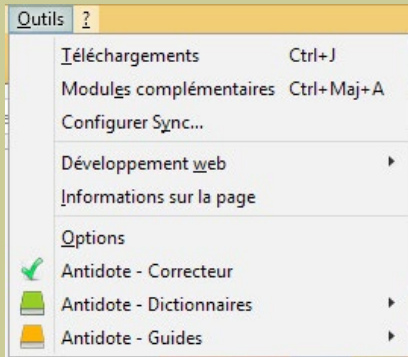 Outils ?
Téléchargements Ctrl+J
Modules complémentaires Ctrl+Maj+A
Configurer Sync...
Développement web
Informations sur la page
Options
Antidote - Correcteur
Antidote - Dictionnaires
Antidote - Guides